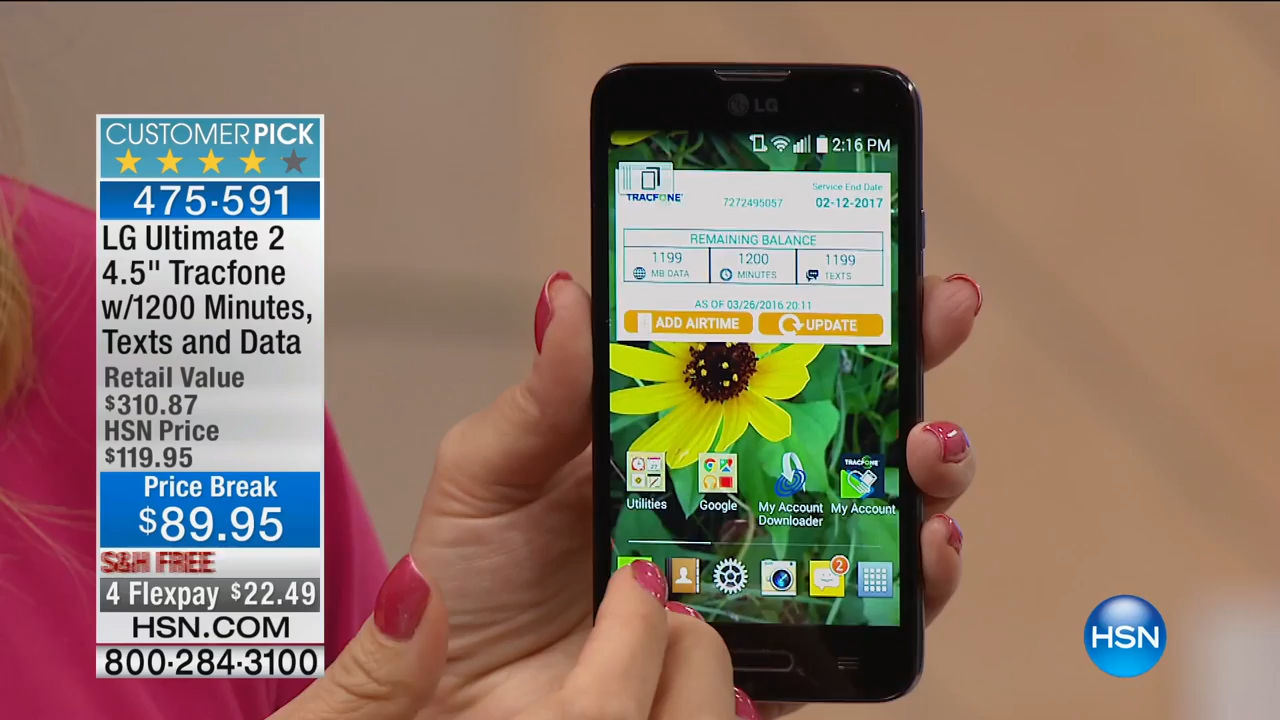 CUSTOMER PICK
475-591
LG Ultimate 2
4.5" Tracfone
w/1200 Minutes,
Texts and Data
Retail Value
$310.87
HSN Price
$119.95
Price Break
$89.95
S&H FREE
4 Flexpay $22.49
HSN.COM
800-284-3100
LG
2:16 PM
TRACFONE
7272495057
Service End Date
02-12-2017
REMAINING BALANCE
1199
MB DATA
1200
MINUTES
1199
TEXTS
AS OF 03/26/2016 20:11
ADD AIRTIME
UPDATE
Utilities
Google
My Account
Downloader
TRACFONE
My Account
2
HSN